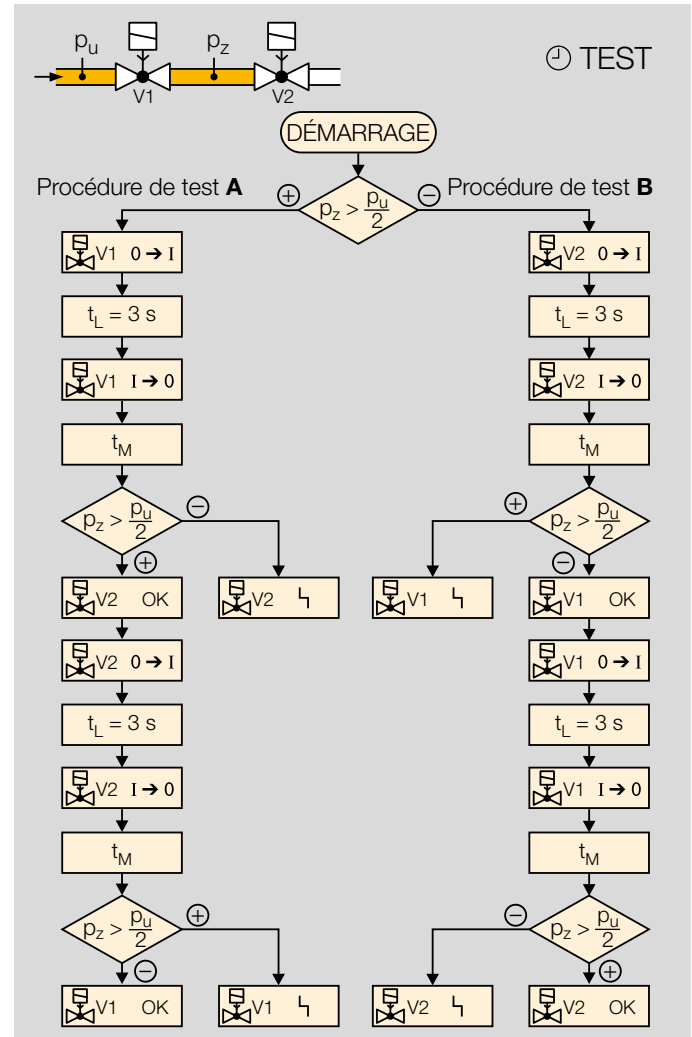 pu pz
V1 V2
TEST
DÉMARRAGE
Procédure de test A
Procédure de test B
+ pz > pu/2 −
V1 0 → I
V2 0 → I
tL = 3 s
tL = 3 s
V1 I → 0
V2 I → 0
tM
tM
pz > pu/2 −
+ pz > pu/2
+
−
V2 OK
V2
V1
V1 OK
V2 0 → I
V1 0 → I
tL = 3 s
tL = 3 s
V2 I → 0
V1 I → 0
tM
tM
pz > pu/2 +
− pz > pu/2
−
+
V1 OK
V1
V2
V2 OK